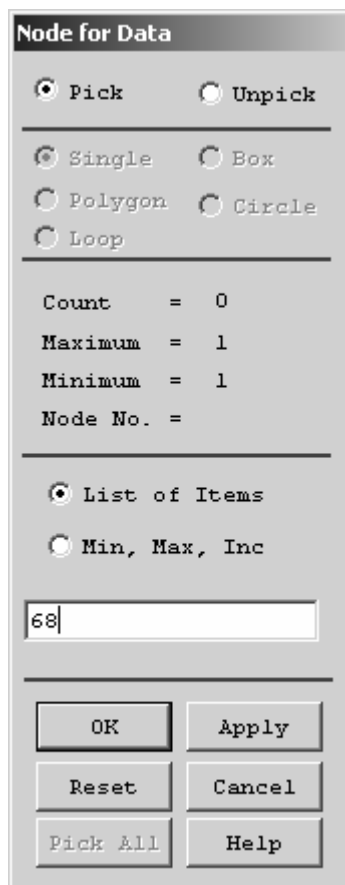 Node for Data
Pick Unpick
Single Box
Polygon Circle
Loop
Count = 0
Maximum = 1
Minimum = 1
Node No. =
List of Items
Min, Max, Inc
68
OK Apply
Reset Cancel
Pick All Help